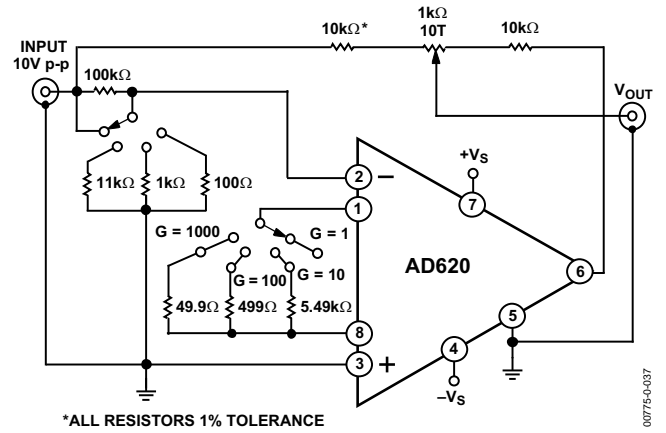 INPUT
10V p-p
100kΩ
10kΩ*
1kΩ
10T
10kΩ
VOUT
11kΩ
1kΩ
100Ω
G = 1000
G = 100
G = 10
G = 1
49.9Ω
499Ω
5.49kΩ
2
–
1
8
3
+
AD620
+VS
7
6
5
4
–VS
*ALL RESISTORS 1% TOLERANCE
00775-0-037